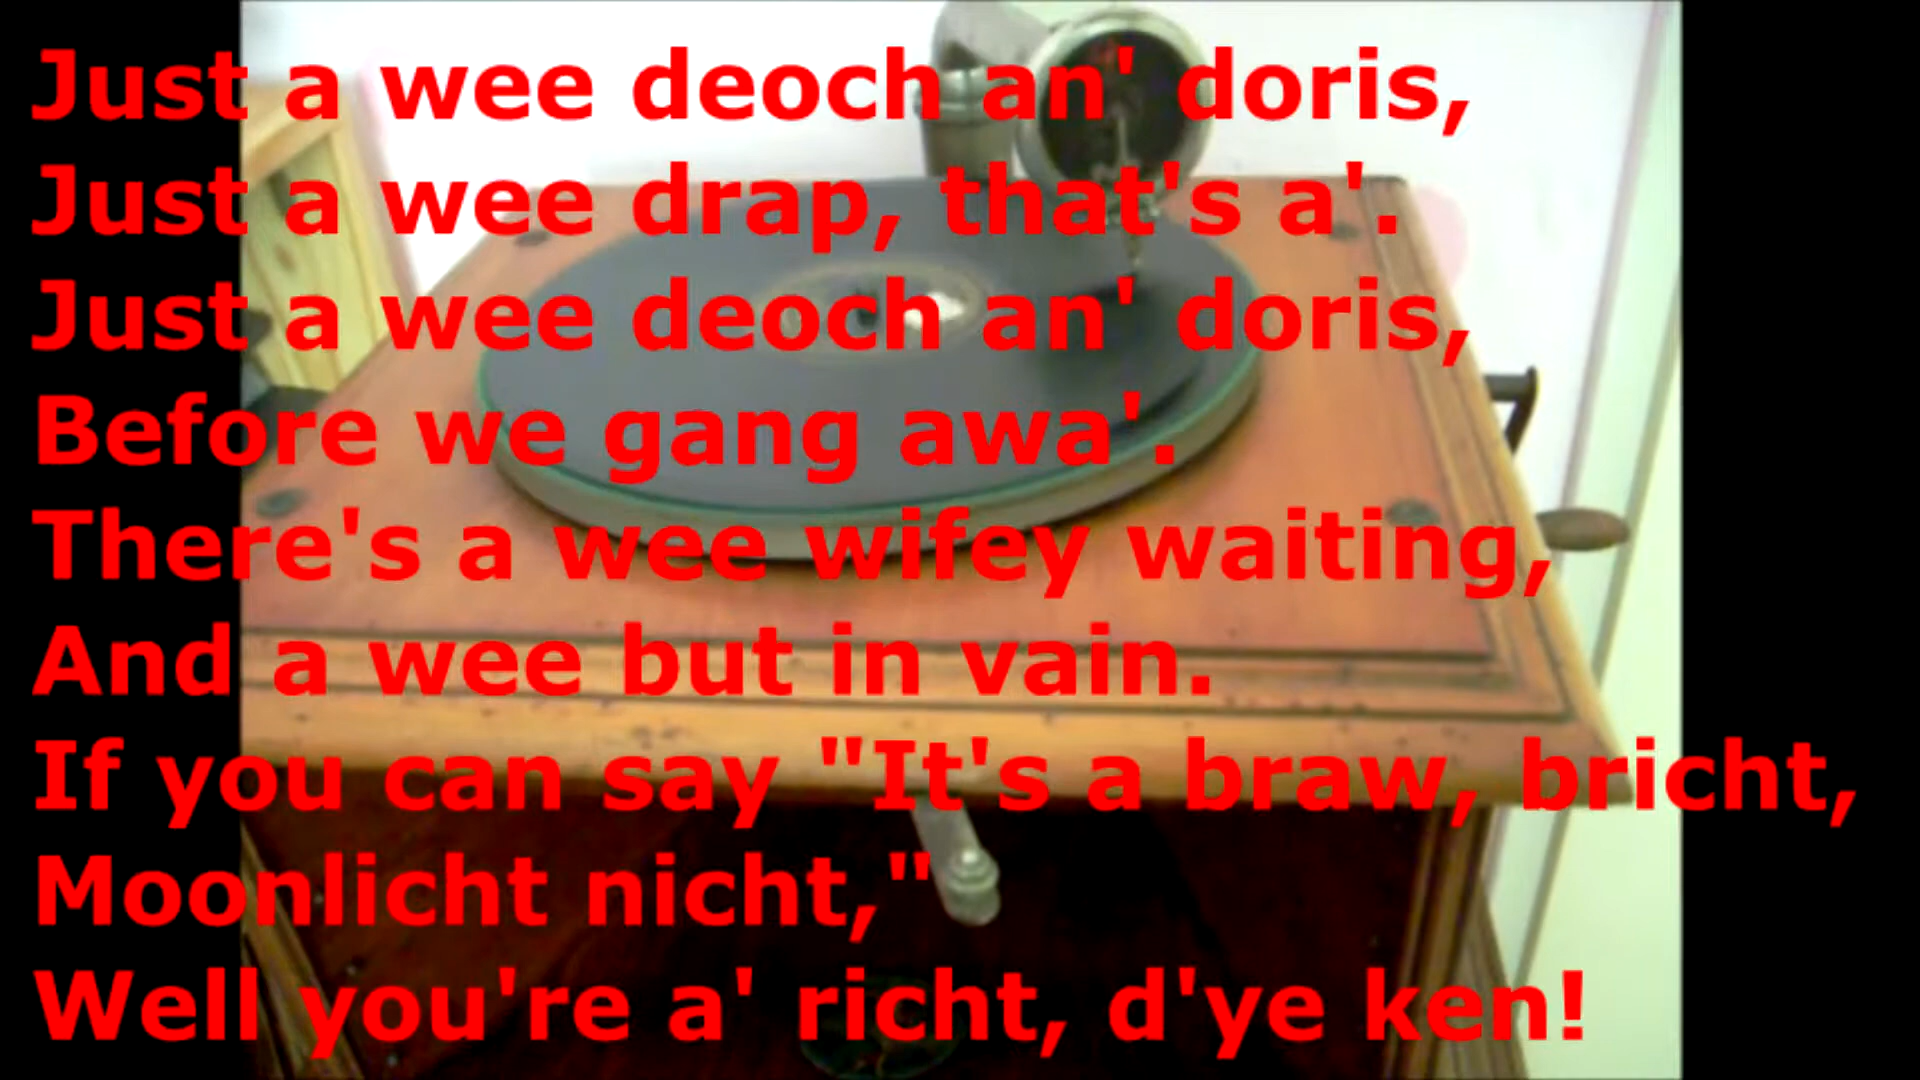 Just a wee deoch an' doris,
Just a wee drap, that's a'.
Just a wee deoch an' doris,
Before we gang awa'.
There's a wee wifey waiting,
And a wee but in vain.
If you can say "It's a braw, bricht,
Moonlicht nicht,"
Well you're a' richt, d'ye ken!